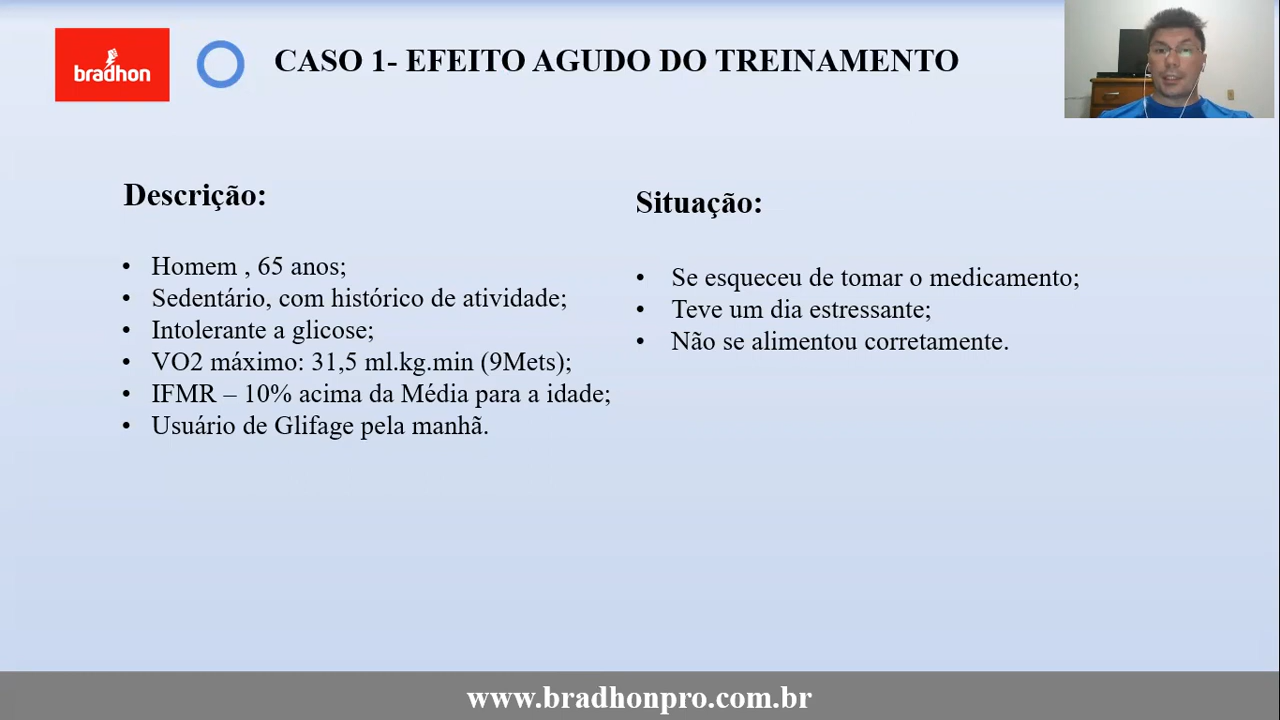 bradhon
CASO 1- EFEITO AGUDO DO TREINAMENTO
Descrição:
• Homem , 65 anos;
• Sedentário, com histórico de atividade;
• Intolerante a glicose;
• VO2 máximo: 31,5 ml.kg.min (9Mets);
• IFMR – 10% acima da Média para a idade;
• Usuário de Glifage pela manhã.
Situação:
• Se esqueceu de tomar o medicamento;
• Teve um dia estressante;
• Não se alimentou corretamente.
www.bradhonpro.com.br